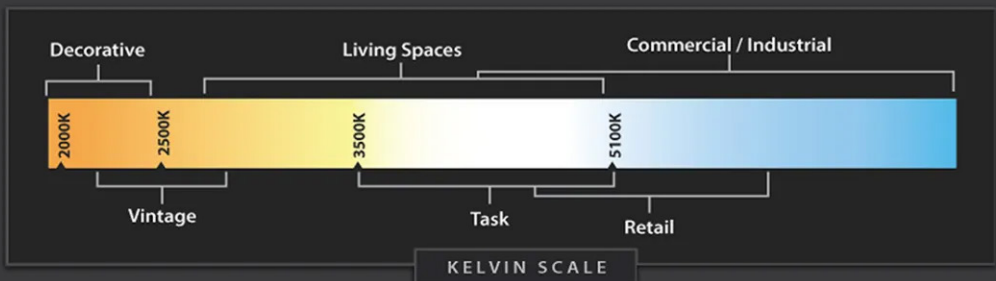 Decorative
Living Spaces
Commercial / Industrial
2000K
2500K
3500K
5100K
Vintage
Task
Retail
KELVIN SCALE